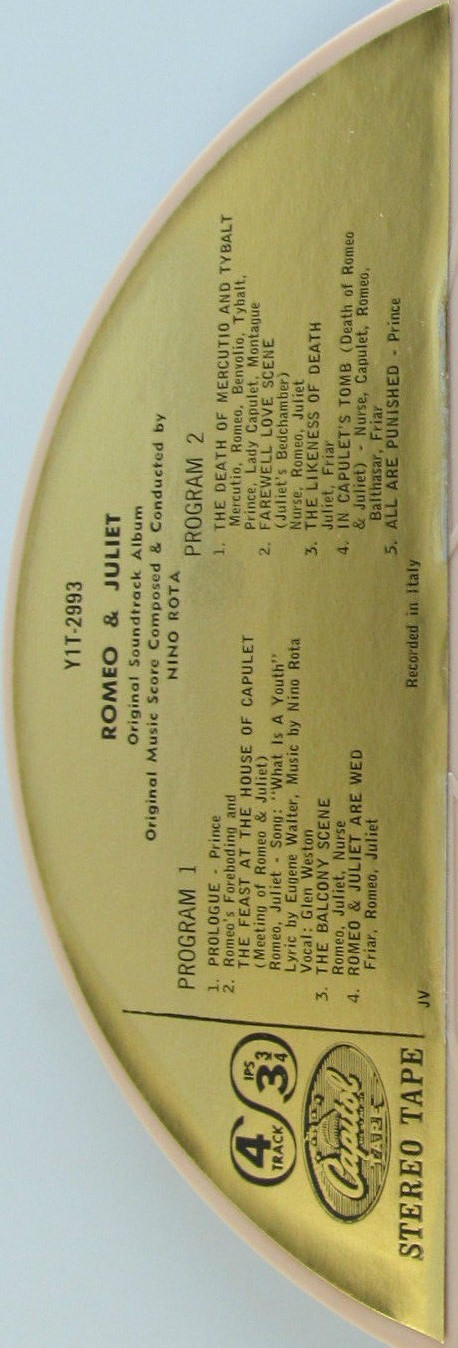 Y1T-2993
ROMEO & JULIET
Original Soundtrack Album
Original Music Score Composed & Conducted by
NINO ROTA
PROGRAM 1
1. PROLOGUE - Prince
2. Romeo's Foreboding and
THE FEAST AT THE HOUSE OF CAPULET
(Meeting of Romeo & Juliet)
Romeo, Juliet - Song: "What Is A Youth"
Lyric by Eugene Walter, Music by Nino Rota
Vocal: Glen Weston
3. THE BALCONY SCENE
Romeo, Juliet, Nurse
4. ROMEO & JULIET ARE WED
Friar, Romeo, Juliet
PROGRAM 2
1. THE DEATH OF MERCUTIO AND TYBALT
Mercutio, Romeo, Benvolio, Tybalt,
Prince, Lady Capulet, Montague
2. FAREWELL LOVE SCENE
(Juliet's Bedchamber)
Nurse, Romeo, Juliet
3. THE LIKENESS OF DEATH
Juliet, Friar
4. IN CAPULET'S TOMB (Death of Romeo
& Juliet) - Nurse, Capulet, Romeo,
Balthasar, Friar
5. ALL ARE PUNISHED - Prince
Recorded in Italy
JV
4 TRACK
IPS 3 3/4
Capitol
TAPE
STEREO TAPE